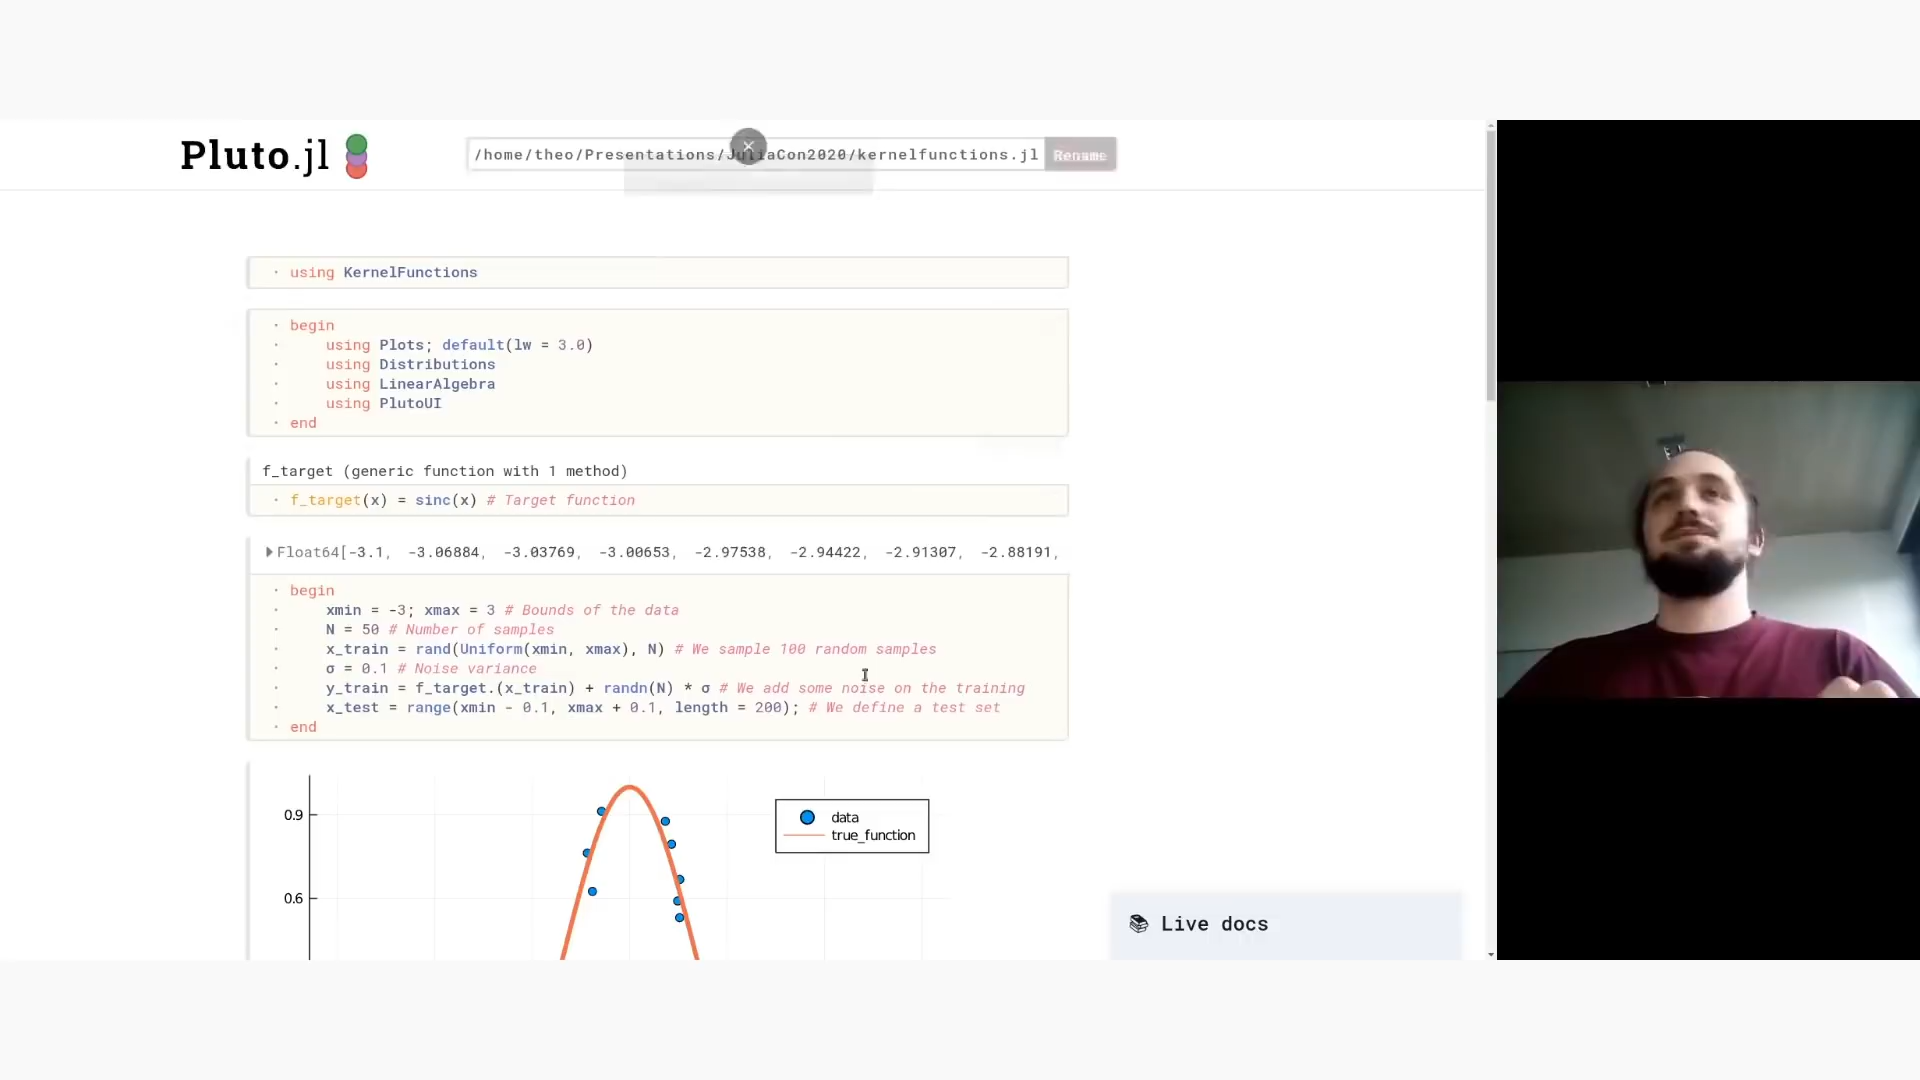 Pluto.jl
/home/theo/Presentations/JuliaCon2020/kernelfunctions.jl Rename
using KernelFunctions
begin
using Plots; default(lw = 3.0)
using Distributions
using LinearAlgebra
using PlutoUI
end
f_target (generic function with 1 method)
f_target(x) = sinc(x) # Target function
Float64[-3.1, -3.06884, -3.03769, -3.00653, -2.97538, -2.94422, -2.91307, -2.88191,
begin
xmin = -3; xmax = 3 # Bounds of the data
N = 50 # Number of samples
x_train = rand(Uniform(xmin, xmax), N) # We sample 100 random samples
σ = 0.1 # Noise variance
y_train = f_target.(x_train) + randn(N) * σ # We add some noise on the training
x_test = range(xmin - 0.1, xmax + 0.1, length = 200); # We define a test set
end
0.9
data
true_function
0.6
Live docs